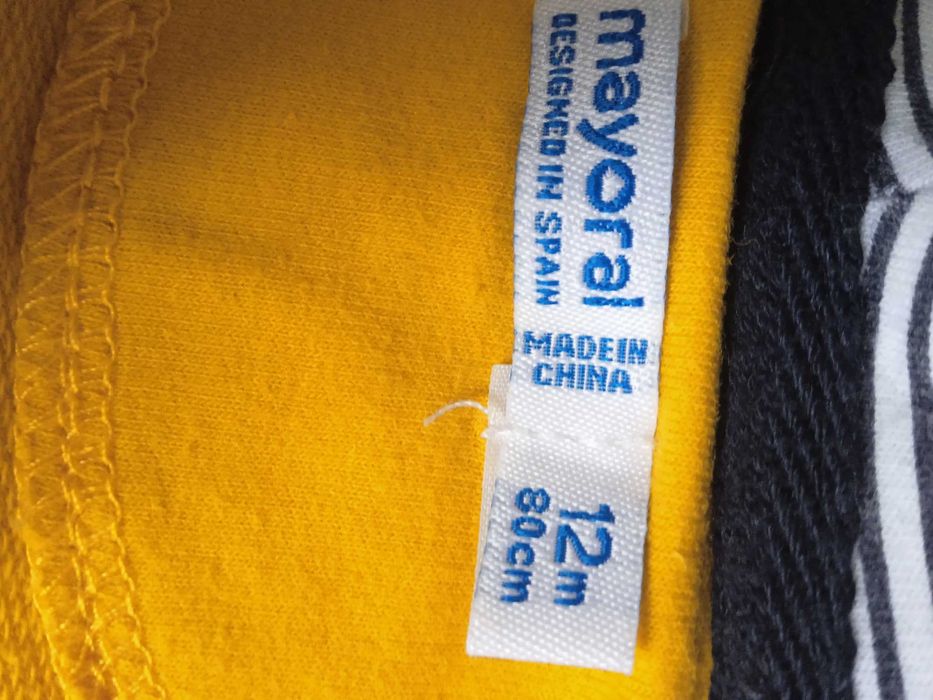 mayoral
DESIGNED IN SPAIN
MADE IN
CHINA
12m
80cm